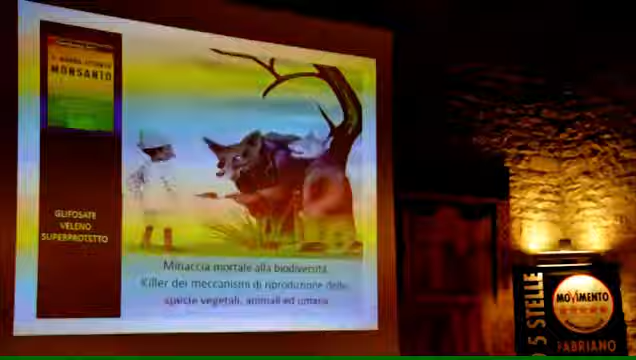 MONSANTO
GLIFOSATE
VELENO
SUPERPROTETTO
Minaccia mortale alla biodiversità
Killer dei meccanismi di riproduzione delle
specie vegetali, animali ed umana
5 STELLE
MOVIMENTO
FABRIANO